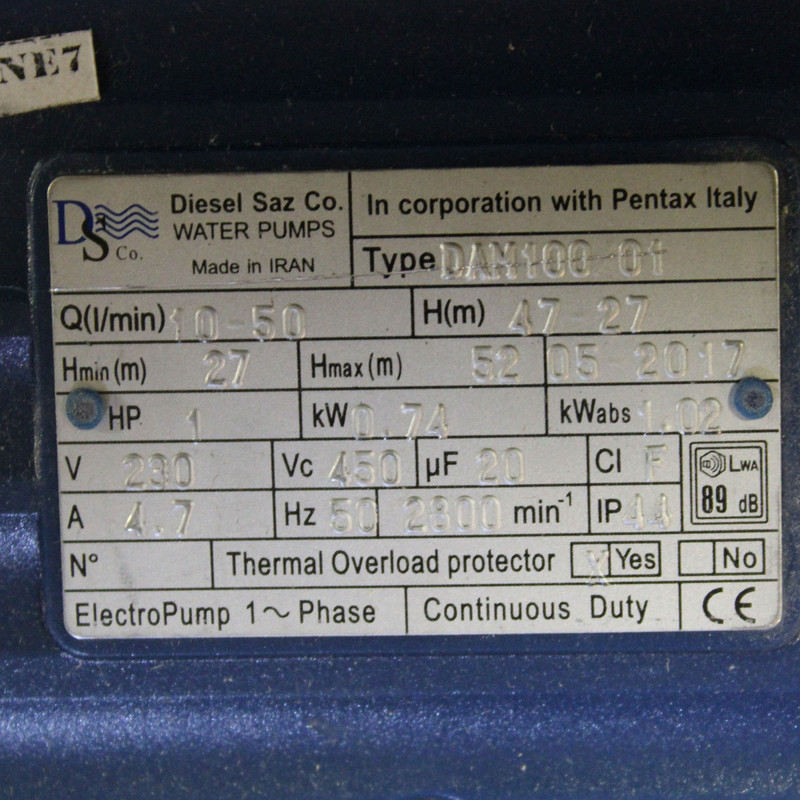 NE7
DaS Co.
Diesel Saz Co.
WATER PUMPS
Made in IRAN
In corporation with Pentax Italy
Type DAM100-01
Q(l/min) 10-50 H(m) 47-27
Hmin(m) 27 Hmax(m) 52 05-2017
HP 1 kW 0.74 kWabs 1.02
V 230 Vc 450 µF 20 Cl F
LWA
89 dB
A 4.7 Hz 50 2800 min-1 IP 44
N° Thermal Overload protector X Yes No
ElectroPump 1~ Phase Continuous Duty CE